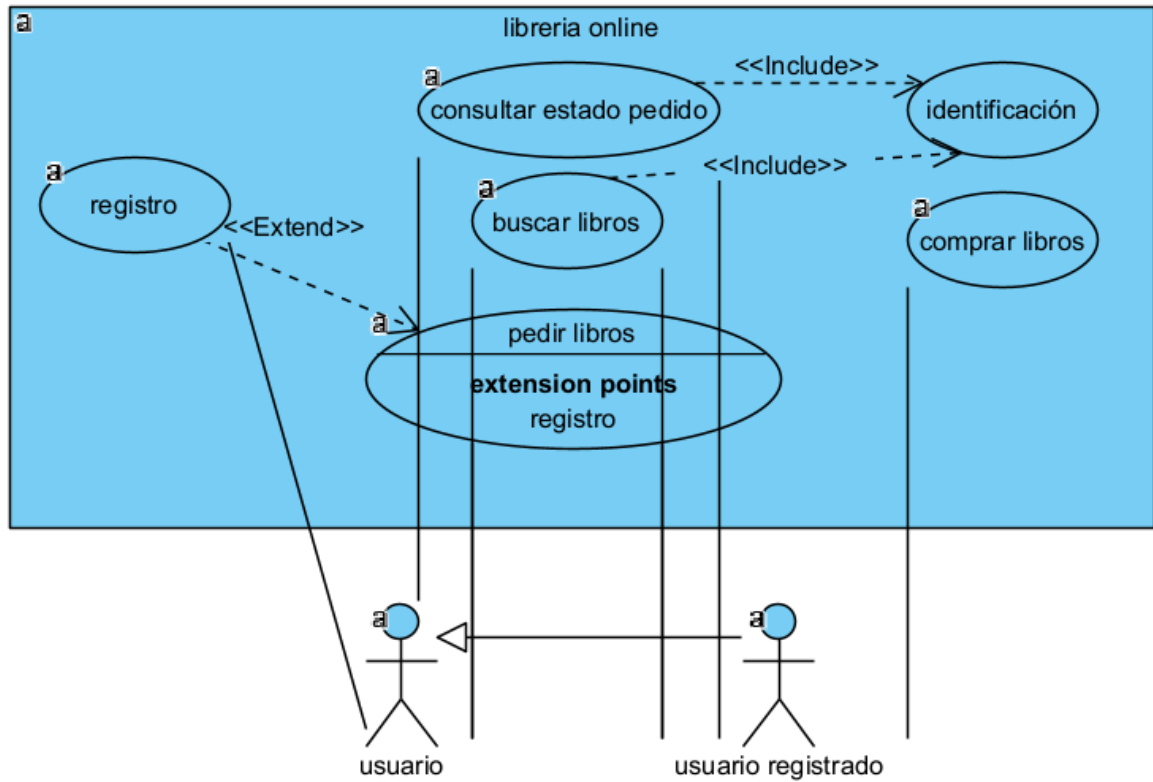 a
libreria online
a
consultar estado pedido
<<Include>>
identificación
a
registro
<<Extend>>
a
buscar libros
<<Include>>
a
comprar libros
a
pedir libros
extension points
registro
a
usuario
a
usuario registrado